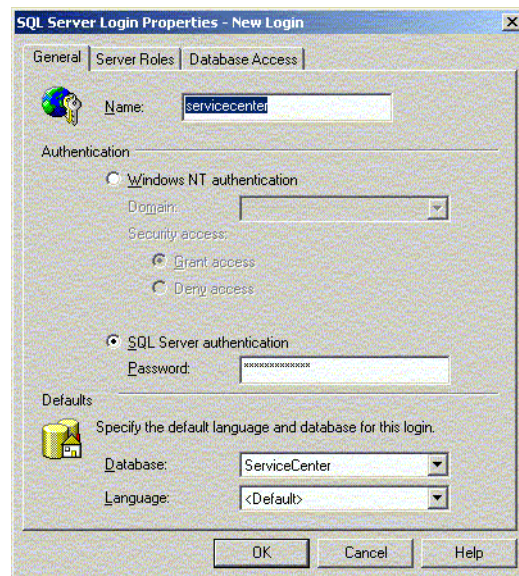 SQL Server Login Properties - New Login
General Server Roles Database Access
Name: servicecenter
Authentication
Windows NT authentication
Domain:
Security access:
Grant access
Deny access
SQL Server authentication
Password: *************
Defaults
Specify the default language and database for this login.
Database: ServiceCenter
Language: <Default>
OK Cancel Help